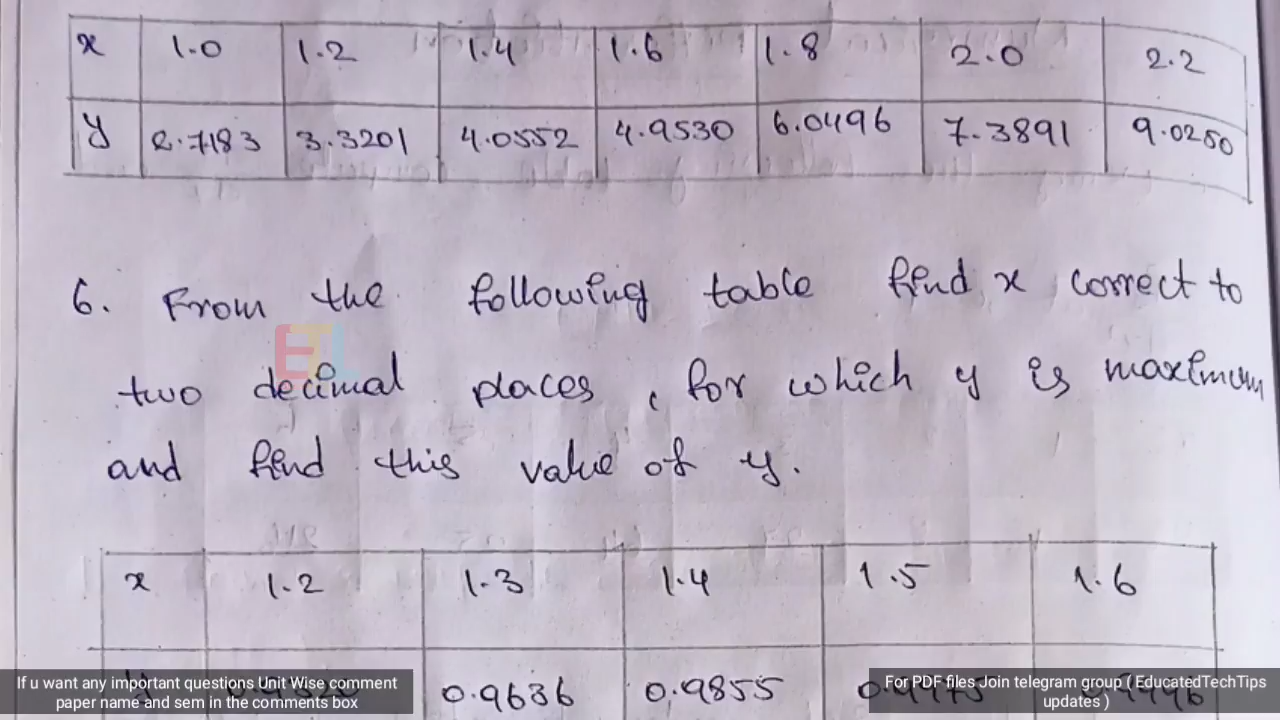 x 1.0 1.2 1.4 1.6 1.8 2.0 2.2
y 2.7183 3.3201 4.0552 4.9530 6.0496 7.3891 9.0250
6. From the following table find x correct to
two decimal places, for which y is maximum
and find this value of y.
x 1.2 1.3 1.4 1.5 1.6
0.9636 0.9855
If u want any important questions Unit Wise comment
paper name and sem in the comments box
For PDF files Join telegram group ( EducatedTechTips
updates )